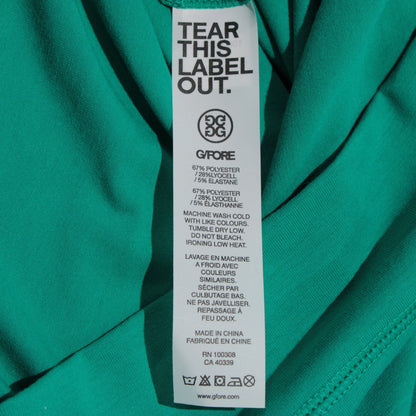 TEAR
THIS
LABEL
OUT.
G/FORE
67% POLYESTER
/ 28%LYOCELL
/ 5% ELASTANE
67% POLYESTER
/ 28% LYOCELL
/ 5% ÉLASTHANNE
MACHINE WASH COLD
WITH LIKE COLOURS.
TUMBLE DRY LOW.
DO NOT BLEACH.
IRONING LOW HEAT.
LAVAGE EN MACHINE
A FROID AVEC
COULEURS
SIMILAIRES.
SÉCHER PAR
CULBUTAGE BAS.
NE PAS JAVELLISER.
REPASSAGE À
FEU DOUX.
MADE IN CHINA
FABRIQUÉ EN CHINE
RN 100308
CA 40339
www.gfore.com